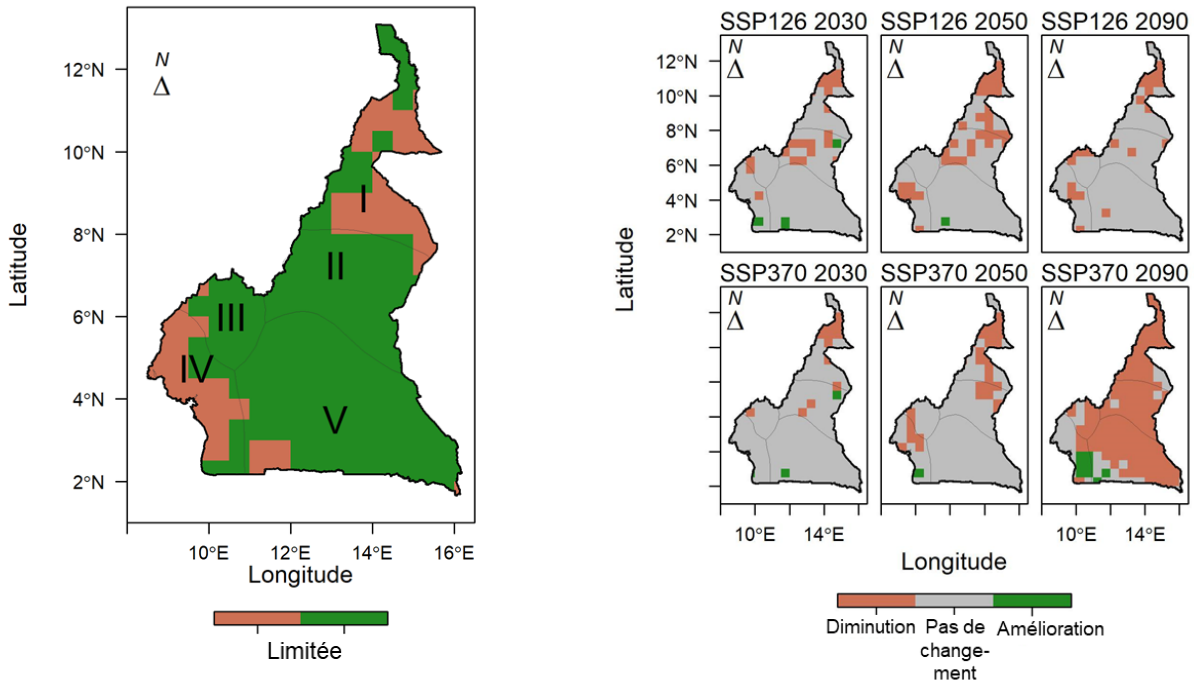 12°N
10°N
8°N
6°N
4°N
2°N
Latitude
N
Δ
I
II
III
IV
V
10°E 12°E 14°E 16°E
Longitude
Limitée
SSP126 2030 SSP126 2050 SSP126 2090
12°N
10°N
8°N
6°N
4°N
2°N
N N N
Δ Δ Δ
Latitude
SSP370 2030 SSP370 2050 SSP370 2090
N N N
Δ Δ Δ
10°E 14°E 10°E 14°E
Longitude
Diminution Pas de Amélioration
change-
ment